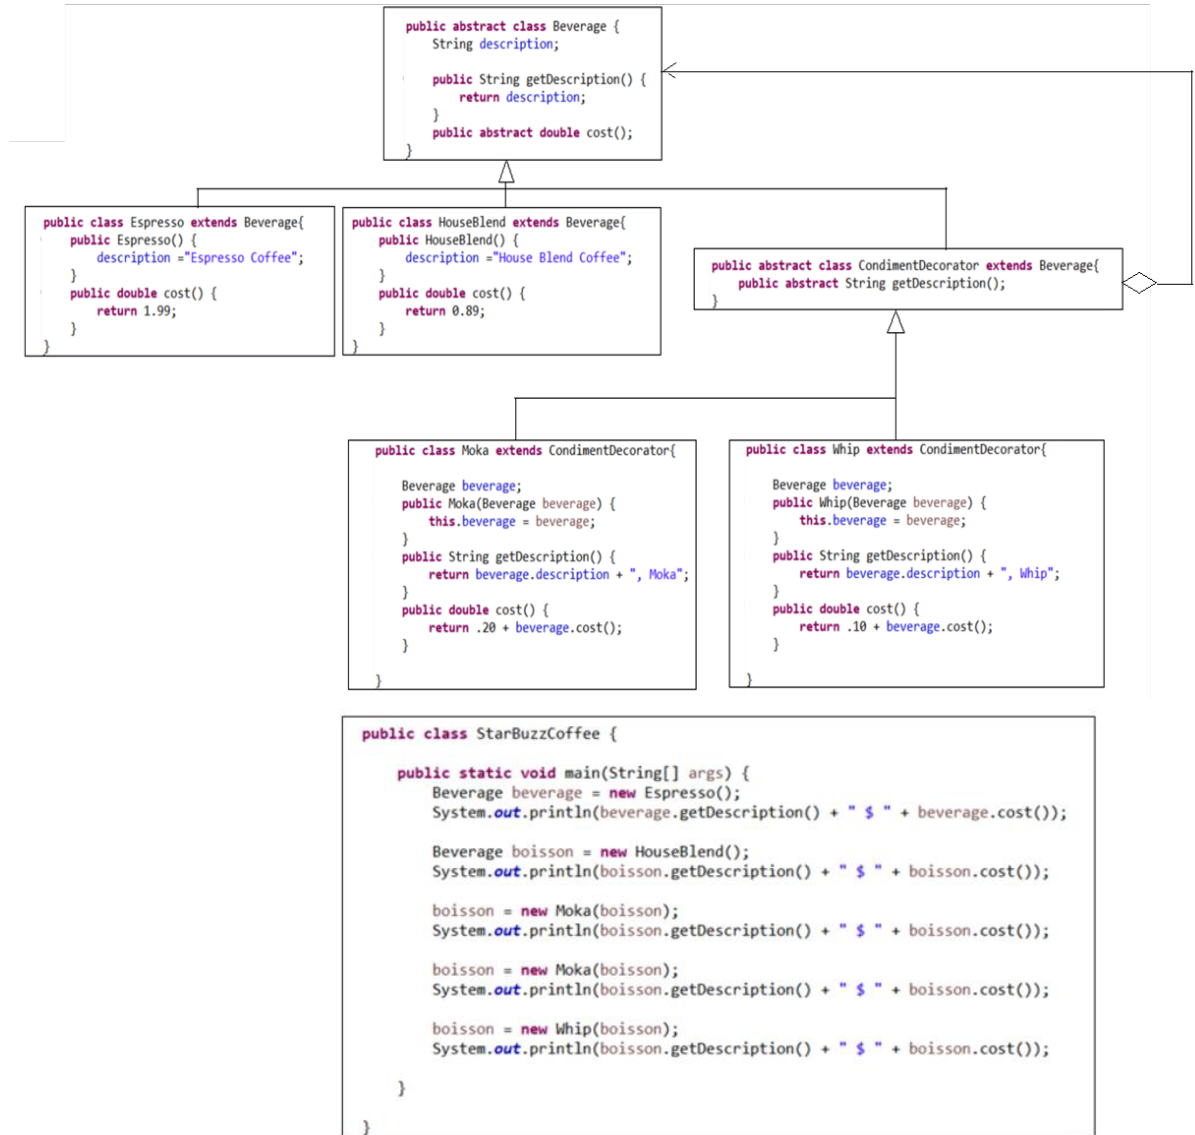 public abstract class Beverage {
String description;
public String getDescription() {
return description;
}
public abstract double cost();
}
public class Espresso extends Beverage{
public Espresso() {
description ="Espresso Coffee";
}
public double cost() {
return 1.99;
}
}
public class HouseBlend extends Beverage{
public HouseBlend() {
description ="House Blend Coffee";
}
public double cost() {
return 0.89;
}
}
public abstract class CondimentDecorator extends Beverage{
public abstract String getDescription();
}
public class Moka extends CondimentDecorator{
Beverage beverage;
public Moka(Beverage beverage) {
this.beverage = beverage;
}
public String getDescription() {
return beverage.description + ", Moka";
}
public double cost() {
return .20 + beverage.cost();
}
}
public class Whip extends CondimentDecorator{
Beverage beverage;
public Whip(Beverage beverage) {
this.beverage = beverage;
}
public String getDescription() {
return beverage.description + ", Whip";
}
public double cost() {
return .10 + beverage.cost();
}
}
public class StarBuzzCoffee {
public static void main(String[] args) {
Beverage beverage = new Espresso();
System.out.println(beverage.getDescription() + " $ " + beverage.cost());
Beverage boisson = new HouseBlend();
System.out.println(boisson.getDescription() + " $ " + boisson.cost());
boisson = new Moka(boisson);
System.out.println(boisson.getDescription() + " $ " + boisson.cost());
boisson = new Moka(boisson);
System.out.println(boisson.getDescription() + " $ " + boisson.cost());
boisson = new Whip(boisson);
System.out.println(boisson.getDescription() + " $ " + boisson.cost());
}
}